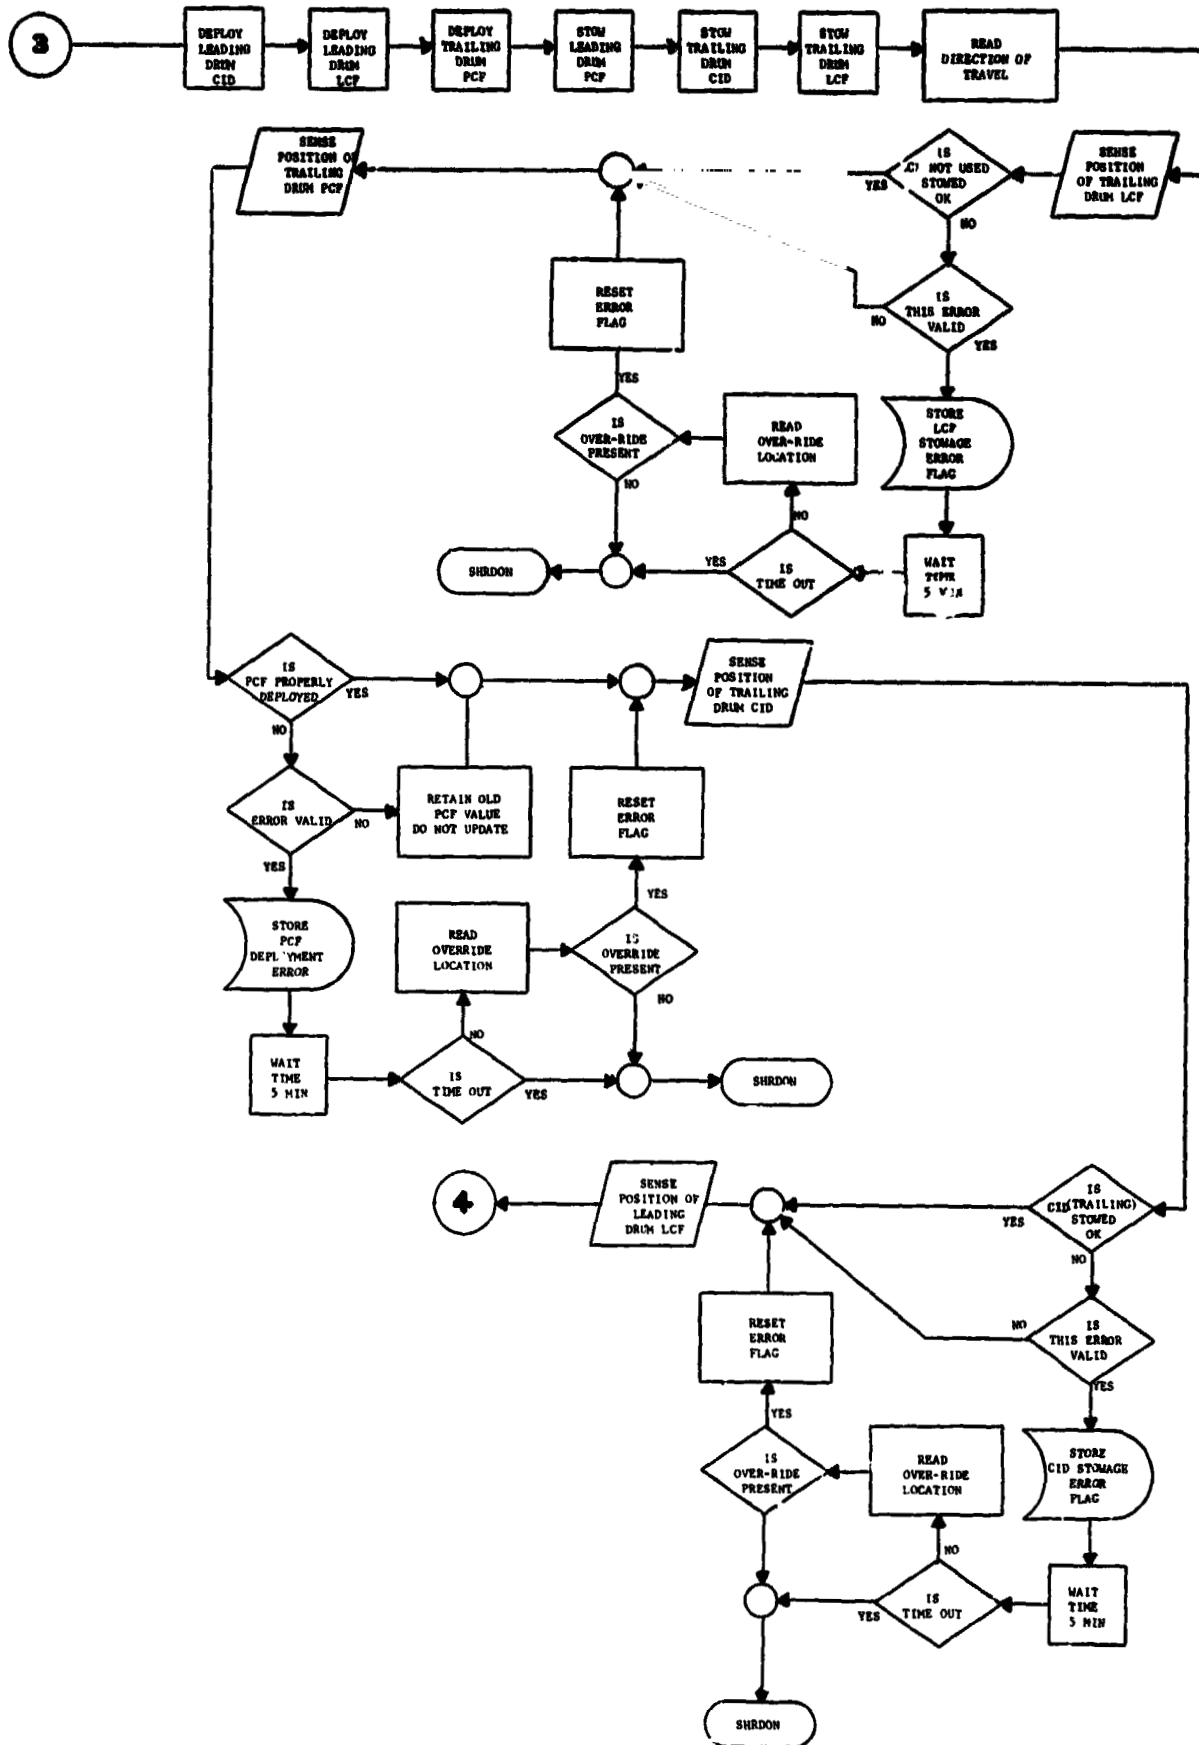 3
DEPLOY
LEADING
DRUM
CID
DEPLOY
LEADING
DRUM
LCF
DEPLOY
TRAILING
DRUM
PCF
STOW
LEADING
DRUM
PCF
STOW
TRAILING
DRUM
CID
STOW
TRAILING
DRUM
LCF
READ
DIRECTION OF
TRAVEL
SENSE
POSITION OF
TRAILING
DRUM PCF
IS
NOT USED
STOWED
OK
YES
NO
SENSE
POSITION
OF TRAILING
DRUM LCF
RESET
ERROR
FLAG
IS
THIS ERROR
VALID
NO
YES
YES
IS
OVER-RIDE
PRESENT
NO
READ
OVER-RIDE
LOCATION
STORE
LCF
STOWAGE
ERROR
FLAG
NO
SHRDON
YES
IS
TIME OUT
WAIT
TIME
5 MIN
IS
PCF PROPERLY
DEPLOYED
YES
NO
SENSE
POSITION
OF TRAILING
DRUM CID
IS
ERROR VALID
NO
YES
RETAIN OLD
PCF VALUE
DO NOT UPDATE
RESET
ERROR
FLAG
YES
STORE
PCF
DEPL YMENT
ERROR
READ
OVERRIDE
LOCATION
IS
OVERRIDE
PRESENT
NO
WAIT
TIME
5 MIN
NO
IS
TIME OUT
YES
SHRDON
4
SENSE
POSITION OF
LEADING
DRUM LCF
YES
IS
CID(TRAILING)
STOWED
OK
NO
RESET
ERROR
FLAG
NO
IS
THIS ERROR
VALID
YES
YES
IS
OVER-RIDE
PRESENT
READ
OVER-RIDE
LOCATION
STORE
CID STOWAGE
ERROR
FLAG
NO
YES
IS
TIME OUT
WAIT
TIME
5 MIN
SHRDON